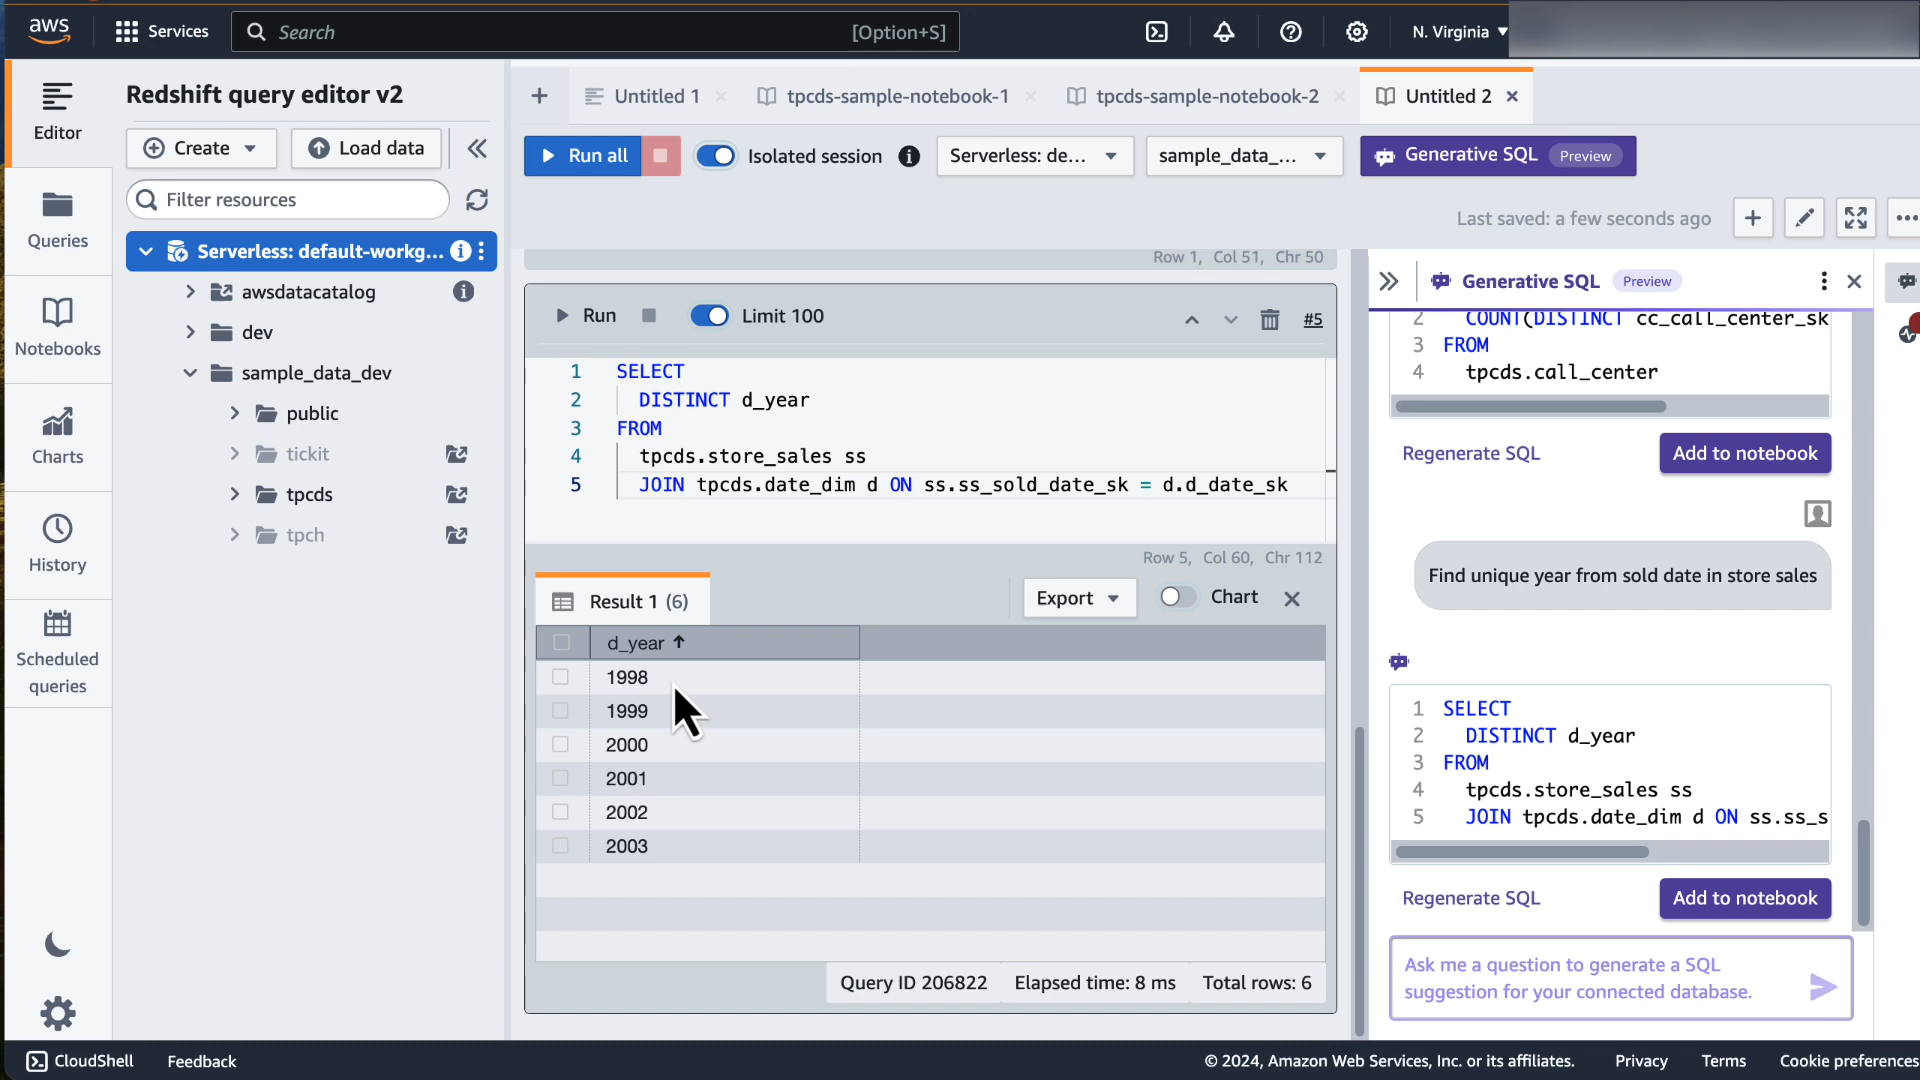 aws
Services
Search
[Option+S]
N. Virginia
Editor
Queries
Notebooks
Charts
History
Scheduled
queries
Redshift query editor v2
Create
Load data
Filter resources
Serverless: default-workg...
awsdatacatalog
dev
sample_data_dev
public
tickit
tpcds
tpch
Untitled 1
tpcds-sample-notebook-1
tpcds-sample-notebook-2
Untitled 2
Run all
Isolated session
Serverless: de...
sample_data_...
Generative SQL Preview
Last saved: a few seconds ago
Row 1, Col 51, Chr 50
Run
Limit 100
#5
1 SELECT
2 DISTINCT d_year
3 FROM
4 tpcds.store_sales ss
5 JOIN tpcds.date_dim d ON ss.ss_sold_date_sk = d.d_date_sk
Row 5, Col 60, Chr 112
Result 1 (6)
Export
Chart
d_year
1998
1999
2000
2001
2002
2003
Query ID 206822
Elapsed time: 8 ms
Total rows: 6
Generative SQL Preview
2 COUNT(DISTINCT cc_call_center_sk
3 FROM
4 tpcds.call_center
Regenerate SQL
Add to notebook
Find unique year from sold date in store sales
1 SELECT
2 DISTINCT d_year
3 FROM
4 tpcds.store_sales ss
5 JOIN tpcds.date_dim d ON ss.ss_s
Regenerate SQL
Add to notebook
Ask me a question to generate a SQL
suggestion for your connected database.
CloudShell
Feedback
© 2024, Amazon Web Services, Inc. or its affiliates.
Privacy
Terms
Cookie preferences